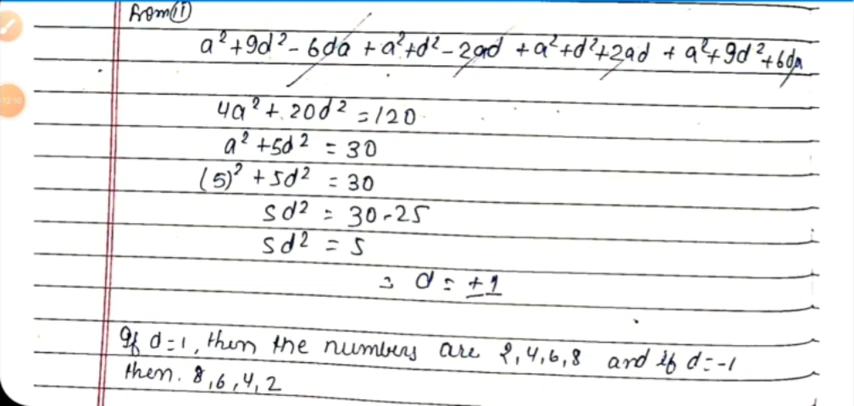 from (ii)
a² + 9d² - 6da + a² + d² - 2ad + a² + d² + 2ad + a² + 9d² + 6da
4a² + 20d² = 120
a² + 5d² = 30
(5)² + 5d² = 30
5d² = 30 - 25
5d² = 5
∴ d = ±1
If d = 1, then the numbers are 2, 4, 6, 8 and if d = -1
then. 8, 6, 4, 2